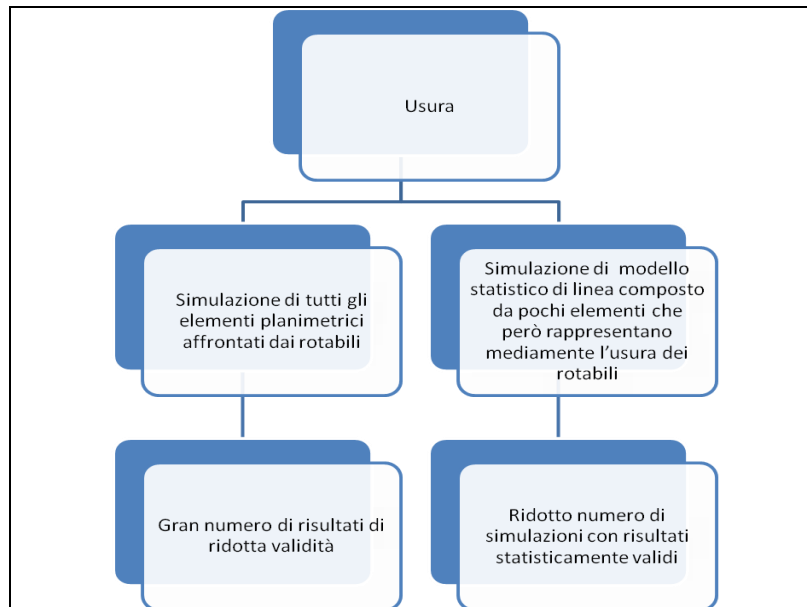 Usura
Simulazione di tutti gli
elementi planimetrici
affrontati dai rotabili
Simulazione di modello
statistico di linea composto
da pochi elementi che
però rappresentano
mediamente l'usura dei
rotabili
Gran numero di risultati di
ridotta validità
Ridotto numero di
simulazioni con risultati
statisticamente validi